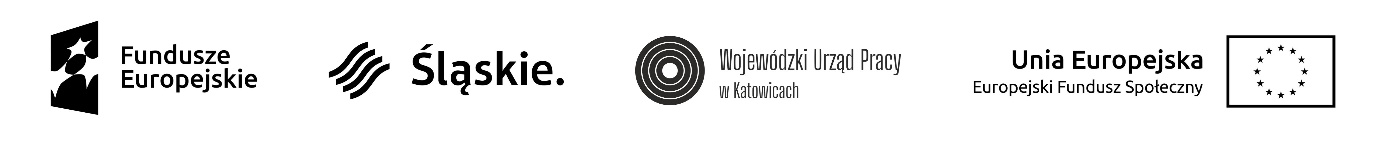 Fundusze
Europejskie
Śląskie.
Wojewódzki Urząd Pracy
w Katowicach
Unia Europejska
Europejski Fundusz Społeczny